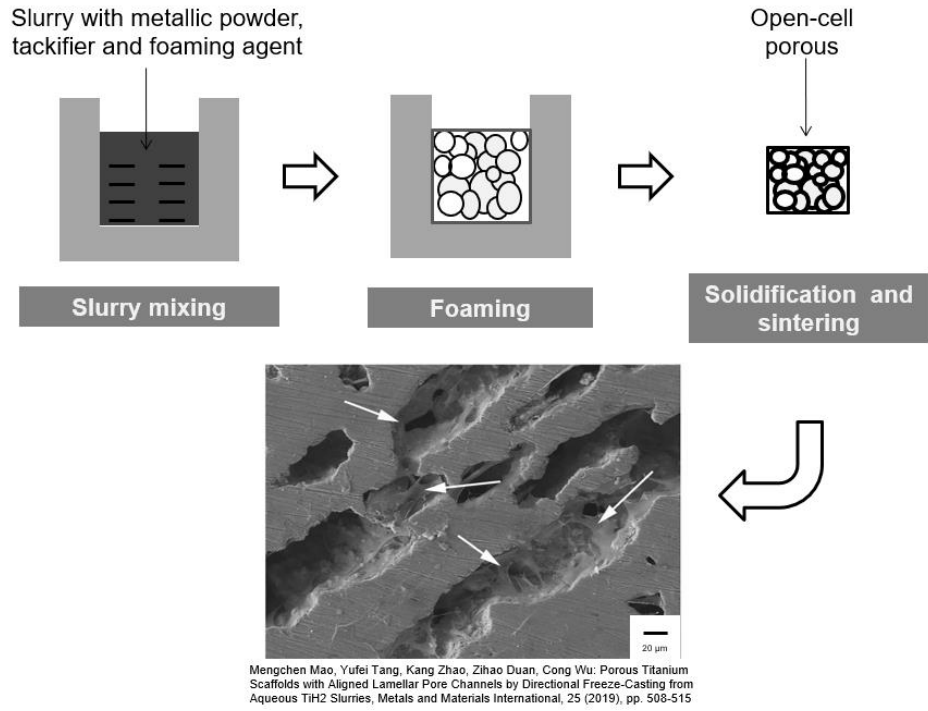 Slurry with metallic powder,
tackifier and foaming agent
Open-cell
porous
Slurry mixing
Foaming
Solidification and
sintering
20 µm
Mengchen Mao, Yufei Tang, Kang Zhao, Zihao Duan, Cong Wu: Porous Titanium
Scaffolds with Aligned Lamellar Pore Channels by Directional Freeze-Casting from
Aqueous TiH2 Slurries, Metals and Materials International, 25 (2019), pp. 508-515